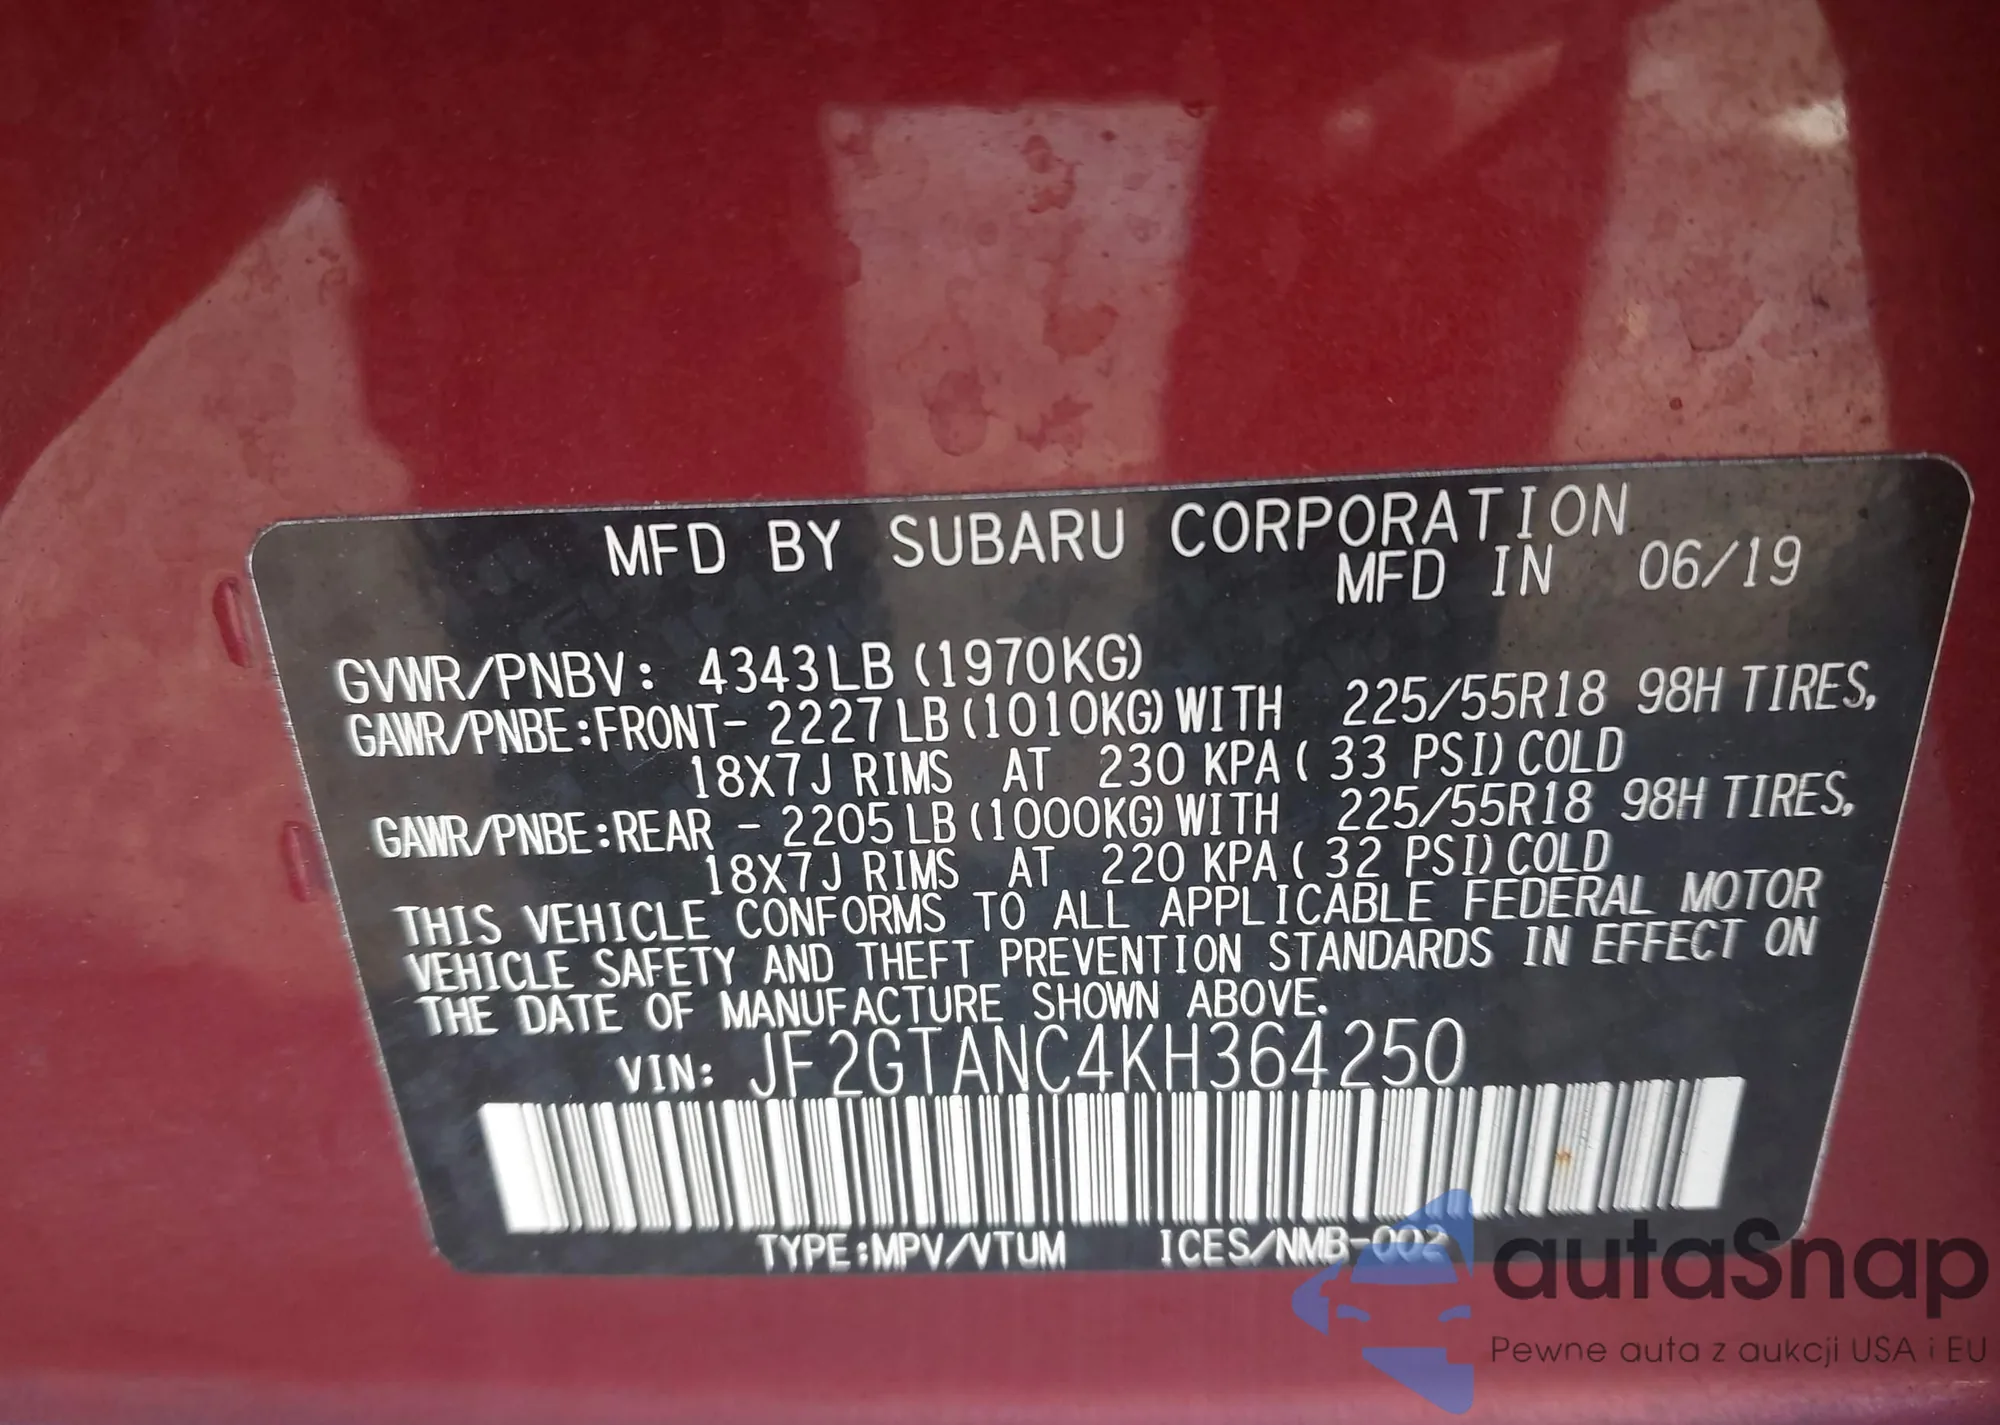 MFD BY SUBARU CORPORATION
MFD IN 06/19
GVWR/PNBV: 4343LB (1970KG)
GAWR/PNBE:FRONT- 2227LB(1010KG)WITH 225/55R18 98H TIRES,
18X7J RIMS AT 230 KPA( 33 PSI)COLD
GAWR/PNBE:REAR - 2205LB(1000KG)WITH 225/55R18 98H TIRES,
18X7J RIMS AT 220 KPA( 32 PSI)COLD
THIS VEHICLE CONFORMS TO ALL APPLICABLE FEDERAL MOTOR
VEHICLE SAFETY AND THEFT PREVENTION STANDARDS IN EFFECT ON
THE DATE OF MANUFACTURE SHOWN ABOVE.
VIN: JF2GTANC4KH364250
TYPE:MPV/VTUM ICES/NMB-002
autaSnap
Pewne auta z aukcji USA i EU